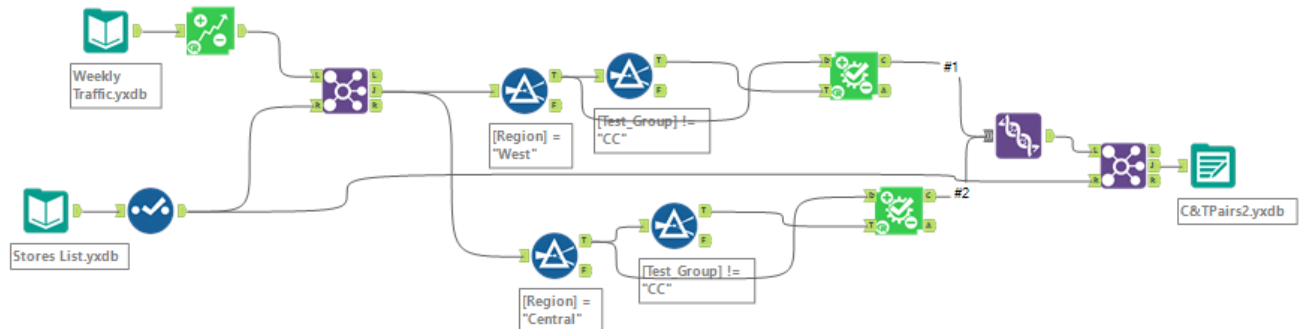 Weekly
Traffic.yxdb
L
R
L
J
R
[Region] =
"West"
T
F
[Test_Group] !=
"CC"
T
F
D
T
C
A
#1
L
R
L
J
R
C&TPairs2.yxdb
Stores List.yxdb
[Region] =
"Central"
T
F
[Test_Group] !=
"CC"
T
F
D
T
C
A
#2